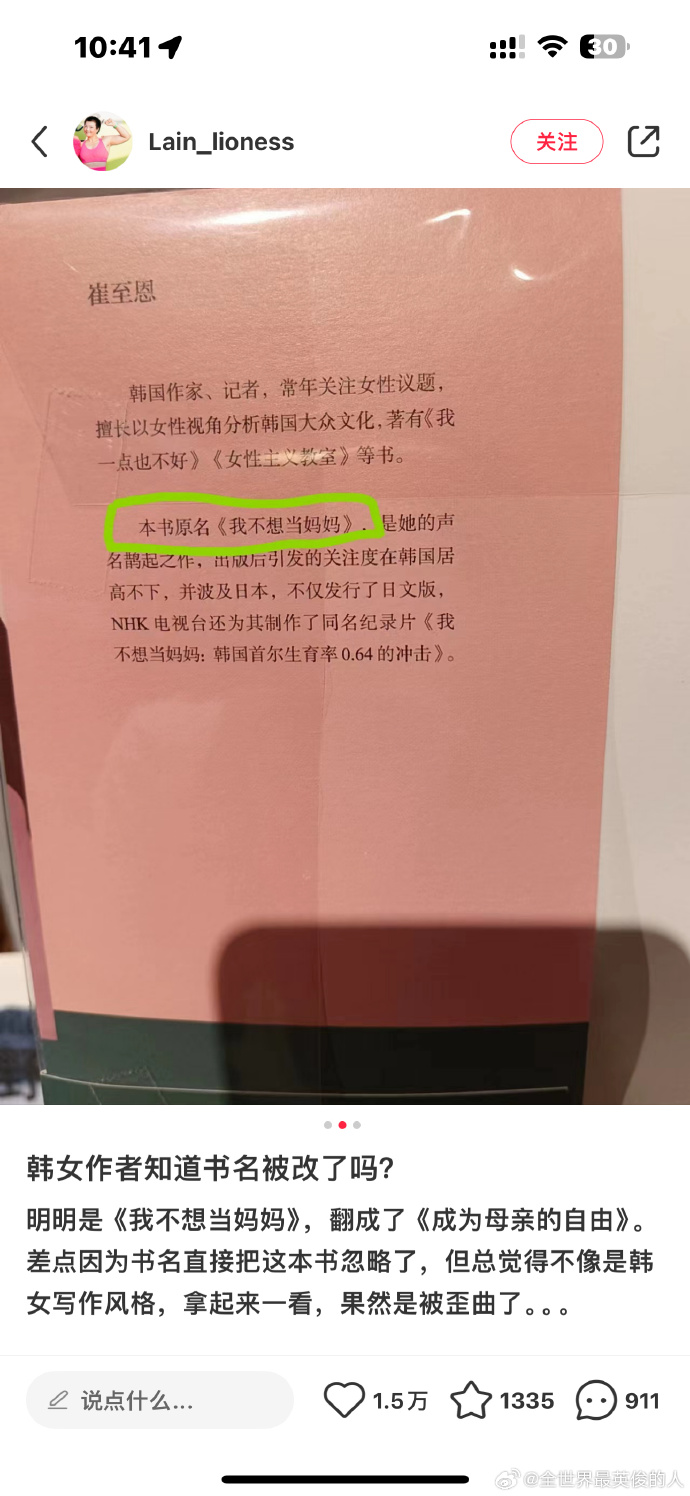 10:41
30
Lain_lioness
关注
崔至恩
韩国作家、记者，常年关注女性议题，
擅长以女性视角分析韩国大众文化，著有《我
一点也不好》《女性主义教室》等书。
本书原名《我不想当妈妈》，是她的声
名鹊起之作，出版后引发的关注度在韩国居
高不下，并波及日本，不仅发行了日文版，
NHK 电视台还为其制作了同名纪录片《我
不想当妈妈：韩国首尔生育率 0.64 的冲击》。
韩女作者知道书名被改了吗？
明明是《我不想当妈妈》，翻成了《成为母亲的自由》。
差点因为书名直接把这本书忽略了，但总觉得不像是韩
女写作风格，拿起来一看，果然是被歪曲了。。。
说点什么...
1.5万
1335
911
@全世界最英俊的人